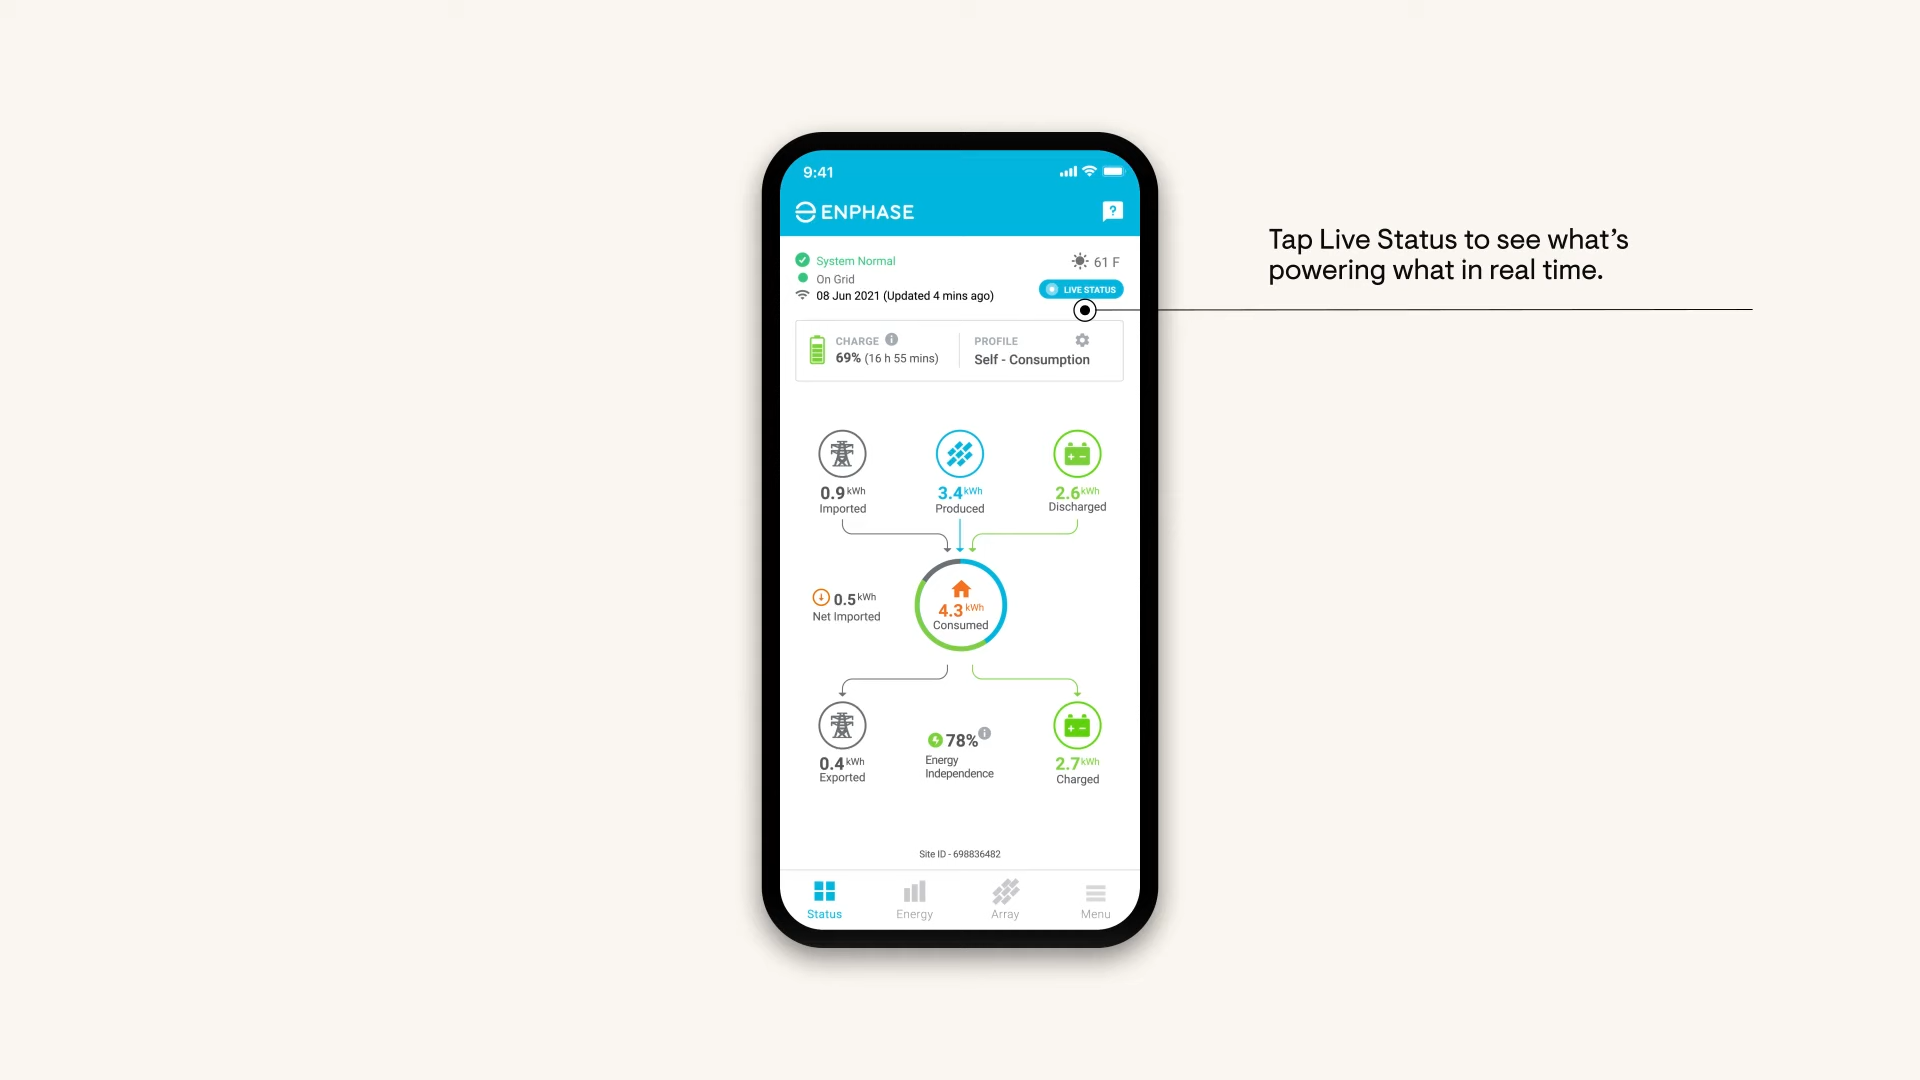 9:41
ENPHASE
?
System Normal
61 F
On Grid
LIVE STATUS
08 Jun 2021 (Updated 4 mins ago)
Tap Live Status to see what's
powering what in real time.
CHARGE i
69% (16 h 55 mins)
PROFILE
Self - Consumption
0.9 kWh
Imported
3.4 kWh
Produced
2.6 kWh
Discharged
0.5 kWh
Net Imported
4.3 kWh
Consumed
0.4 kWh
Exported
78% i
Energy
Independence
2.7 kWh
Charged
Site ID - 698836482
Status
Energy
Array
Menu